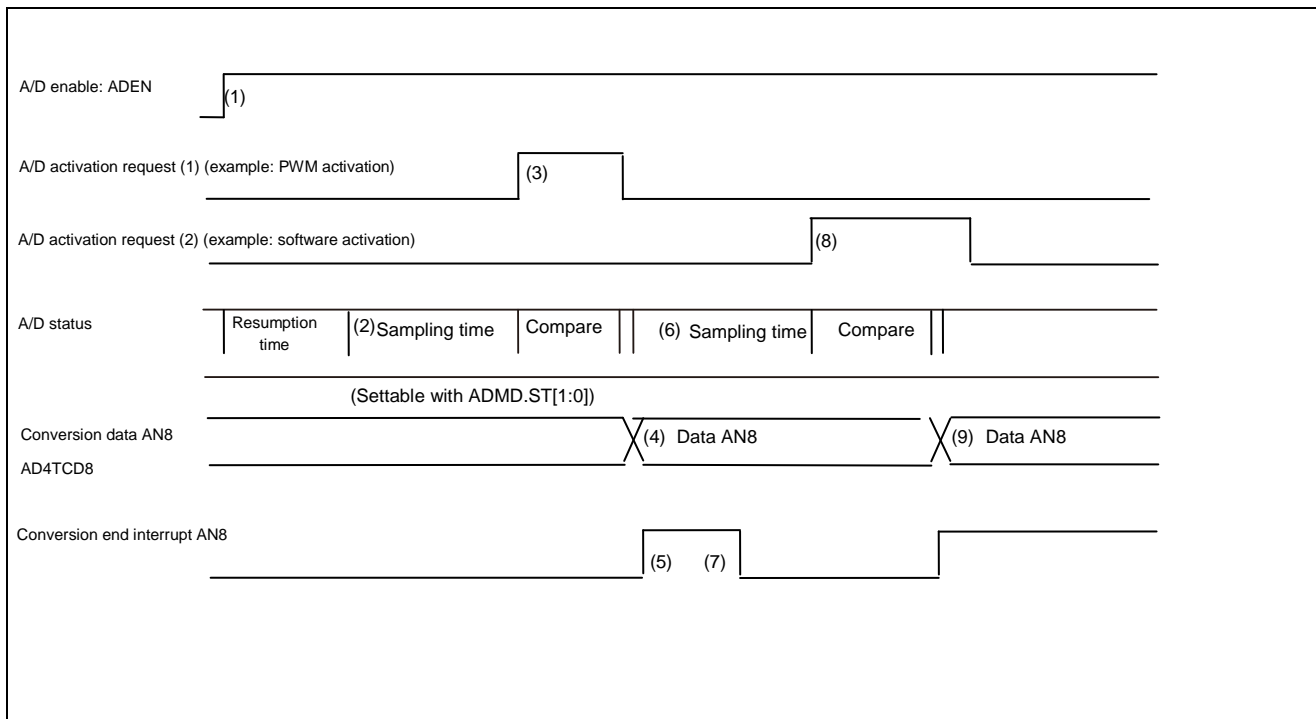 A/D enable: ADEN
(1)
A/D activation request (1) (example: PWM activation)
(3)
A/D activation request (2) (example: software activation)
(8)
A/D status
Resumption
time
(2) Sampling time
Compare
(6) Sampling time
Compare
(Settable with ADMD.ST[1:0])
Conversion data AN8
(4) Data AN8
(9) Data AN8
AD4TCD8
Conversion end interrupt AN8
(5)
(7)